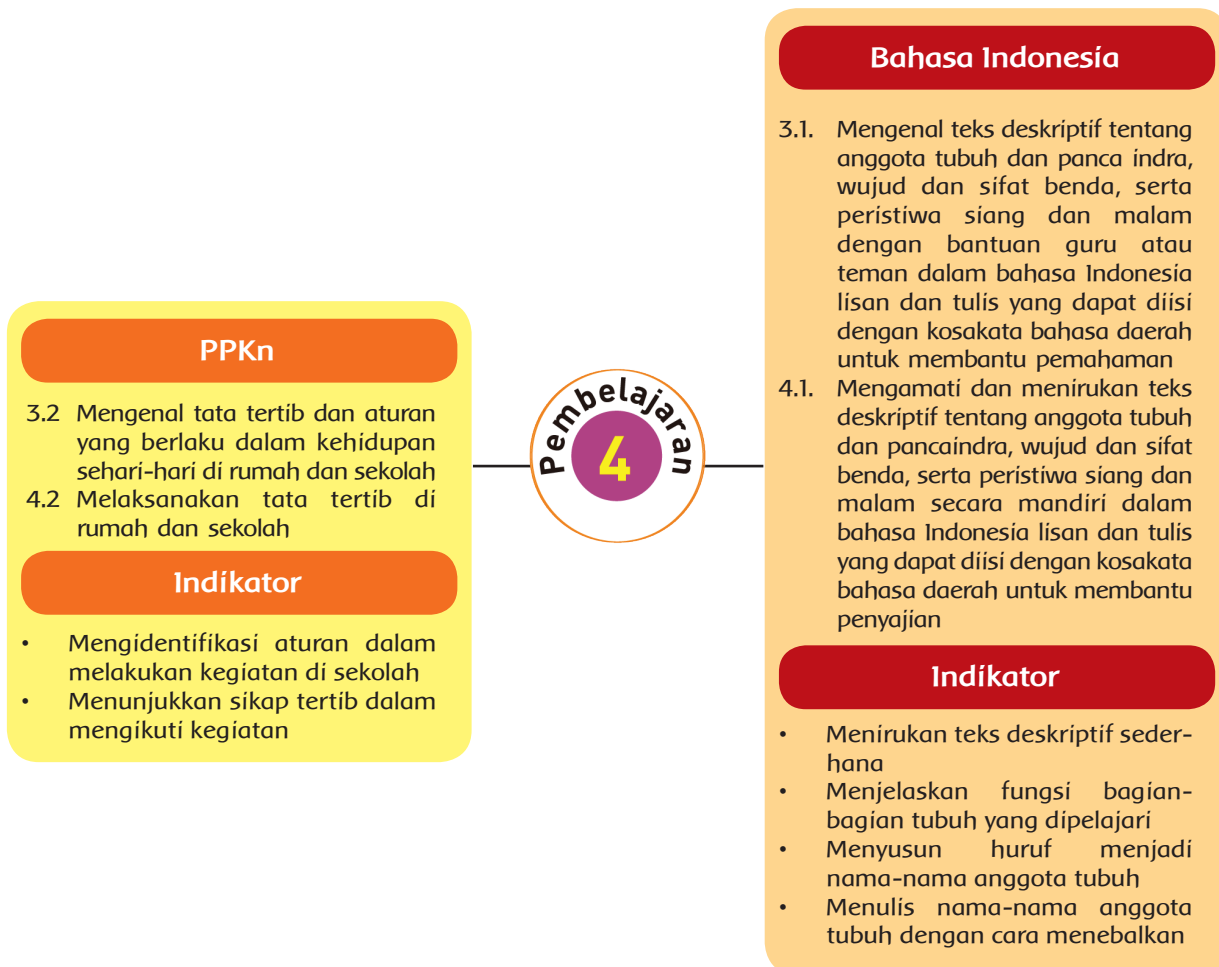 PPKn
3.2 Mengenal tata tertib dan aturan
yang berlaku dalam kehidupan
sehari-hari di rumah dan sekolah
4.2 Melaksanakan tata tertib di
rumah dan sekolah
Indikator
• Mengidentifikasi aturan dalam
melakukan kegiatan di sekolah
• Menunjukkan sikap tertib dalam
mengikuti kegiatan
Pembelajaran
4
Bahasa Indonesia
3.1. Mengenal teks deskriptif tentang
anggota tubuh dan panca indra,
wujud dan sifat benda, serta
peristiwa siang dan malam
dengan bantuan guru atau
teman dalam bahasa Indonesia
lisan dan tulis yang dapat diisi
dengan kosakata bahasa daerah
untuk membantu pemahaman
4.1. Mengamati dan menirukan teks
deskriptif tentang anggota tubuh
dan pancaindra, wujud dan sifat
benda, serta peristiwa siang dan
malam secara mandiri dalam
bahasa Indonesia lisan dan tulis
yang dapat diisi dengan kosakata
bahasa daerah untuk membantu
penyajian
Indikator
• Menirukan teks deskriptif seder-
hana
• Menjelaskan fungsi bagian-
bagian tubuh yang dipelajari
• Menyusun huruf menjadi
nama-nama anggota tubuh
• Menulis nama-nama anggota
tubuh dengan cara menebalkan